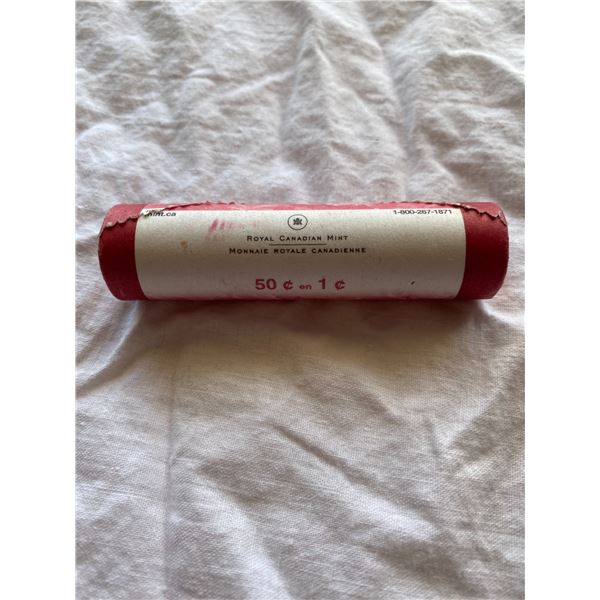 mint.ca
1-800-267-1871
ROYAL CANADIAN MINT
MONNAIE ROYALE CANADIENNE
50 ¢ en 1 ¢